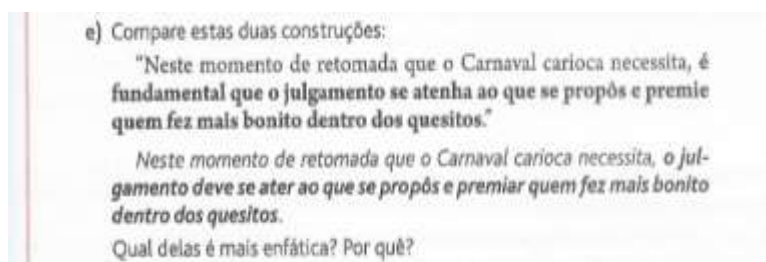 e) Compare estas duas construções:
"Neste momento de retomada que o Carnaval carioca necessita, é
fundamental que o julgamento se atenha ao que se propôs e premie
quem fez mais bonito dentro dos quesitos."
Neste momento de retomada que o Carnaval carioca necessita, o jul-
gamento deve se ater ao que se propôs e premiar quem fez mais bonito
dentro dos quesitos.
Qual delas é mais enfática? Por quê?